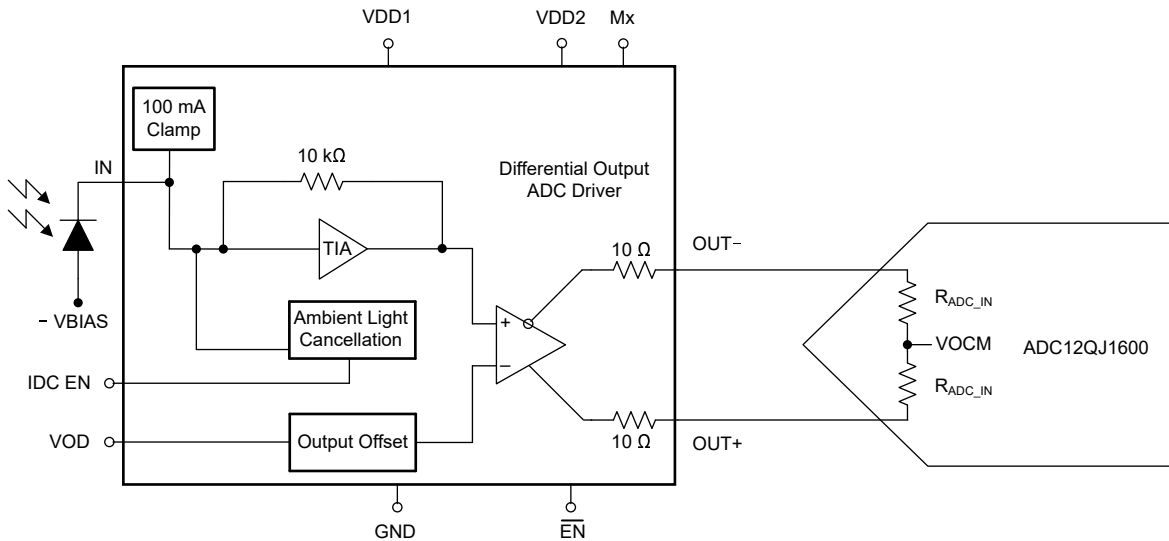 VDD1
VDD2
Mx
100 mA
Clamp
IN
10 kΩ
Differential Output
ADC Driver
TIA
10 Ω
OUT−
− VBIAS
Ambient Light
Cancellation
+
−
RADC_IN
VOCM
ADC12QJ1600
RADC_IN
IDC EN
VOD
Output Offset
10 Ω
OUT+
GND
EN